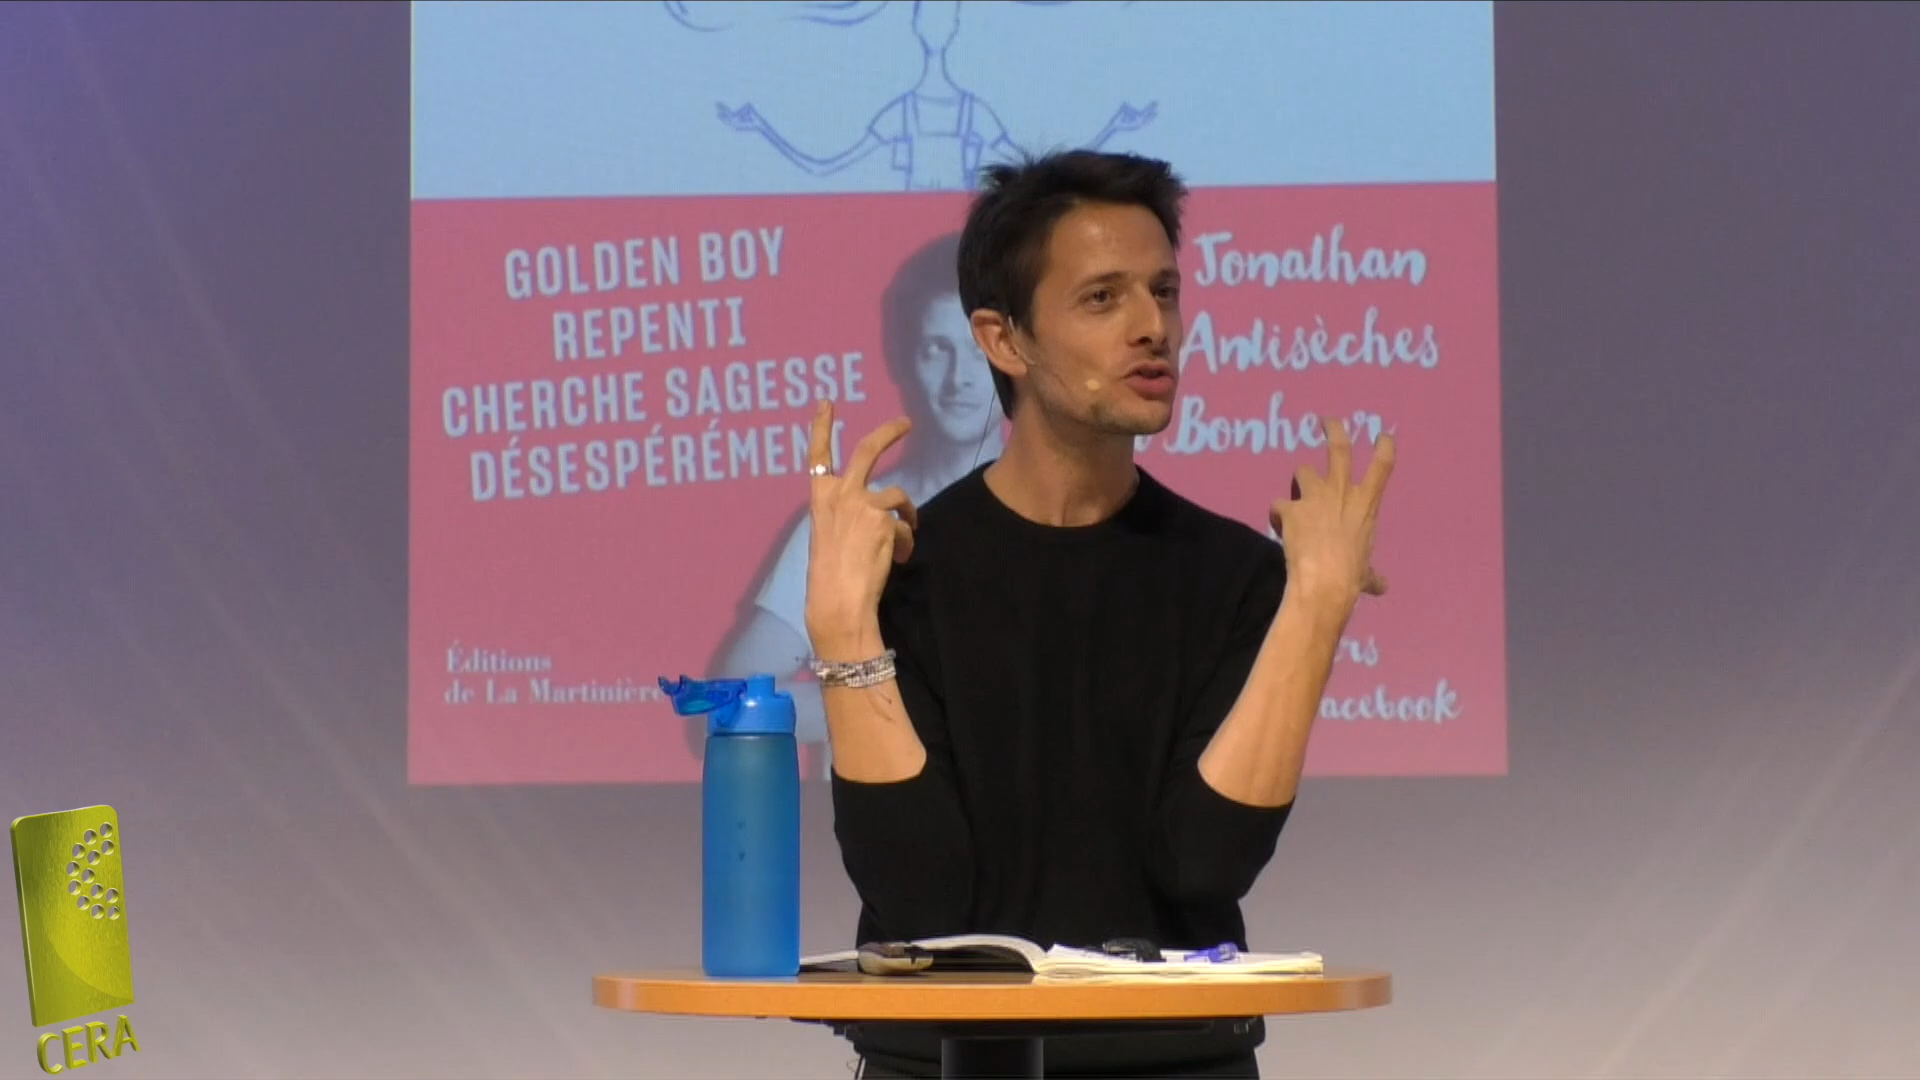 GOLDEN BOY
REPENTI
CHERCHE SAGESSE
DÉSESPÉRÉMENT
Éditions
de La Martinière
Jonathan
Antisèches
Bonheur
CERA